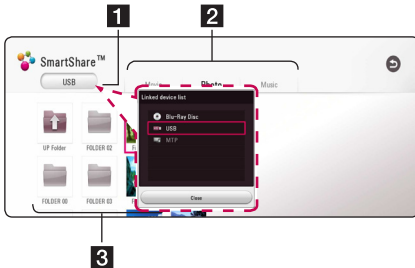 1
2
SmartShare™
USB
Movie
Photo
Music
Linked device list
Blu-Ray Disc
USB
MTP
UP Folder
FOLDER 02
FOLDER 00
FOLDER 03
Close
3